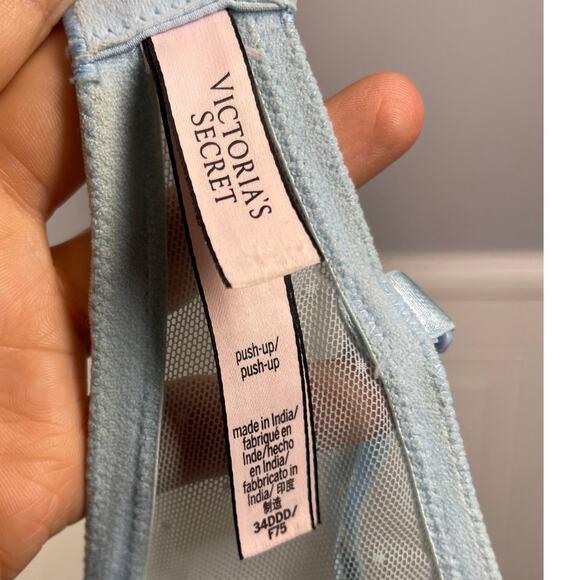 VICTORIA'S
SECRET
push-up/
push-up
made in India/
fabriqué en
Inde/hecho
en India/
fabbricato in
India/ 印度
制造
34DDD/
F75